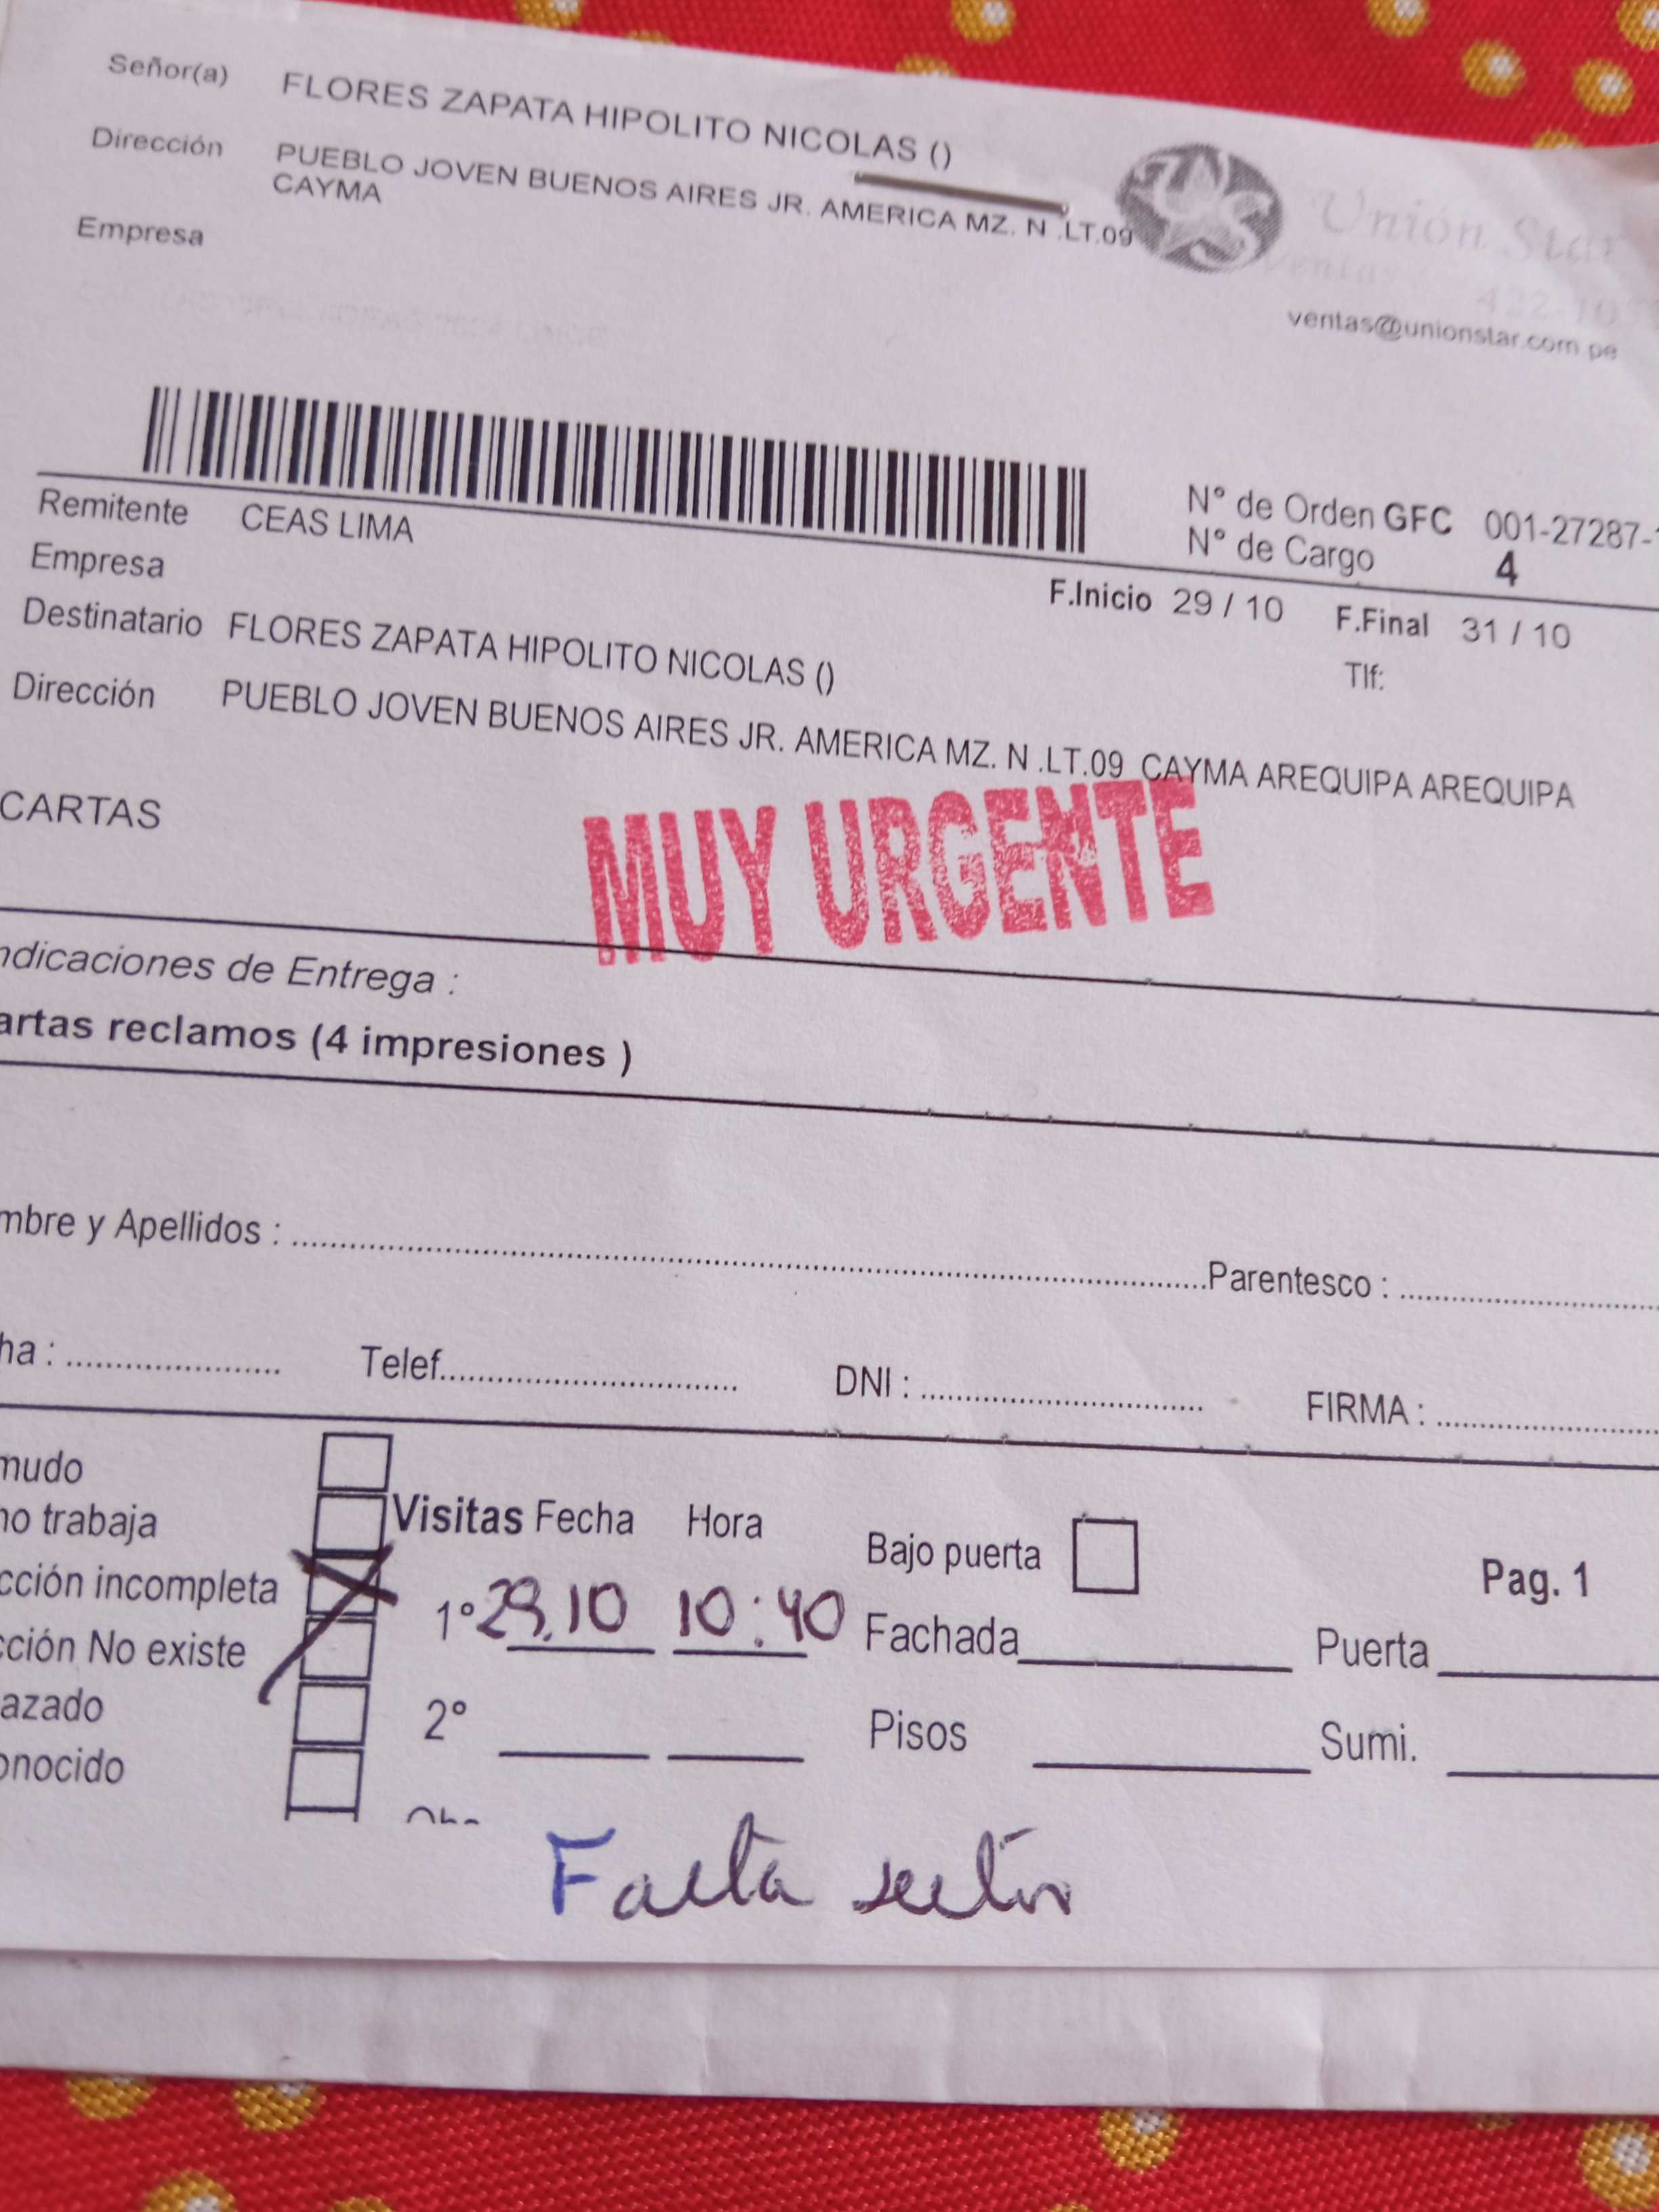 Señor(a) FLORES ZAPATA HIPOLITO NICOLAS ()
Dirección PUEBLO JOVEN BUENOS AIRES JR. AMERICA MZ. N .LT.09
CAYMA
Empresa
Unión Star
ventas@unionstar.com.pe
Remitente CEAS LIMA
Nº de Orden GFC 001-27287-
Nº de Cargo 4
Empresa
F.Inicio 29 / 10 F.Final 31 / 10
Destinatario FLORES ZAPATA HIPOLITO NICOLAS ()
Tlf:
Dirección PUEBLO JOVEN BUENOS AIRES JR. AMERICA MZ. N .LT.09 CAYMA AREQUIPA AREQUIPA
CARTAS
MUY URGENTE
ndicaciones de Entrega :
artas reclamos (4 impresiones )
mbre y Apellidos : Parentesco :
ha : Telef. DNI : FIRMA :
mudo
no trabaja
cción incompleta
cción No existe
azado
onocido
Visitas Fecha Hora
1º 29.10 10:40
2º
Bajo puerta
Fachada
Pisos
Pag. 1
Puerta
Sumi.
Falta sector